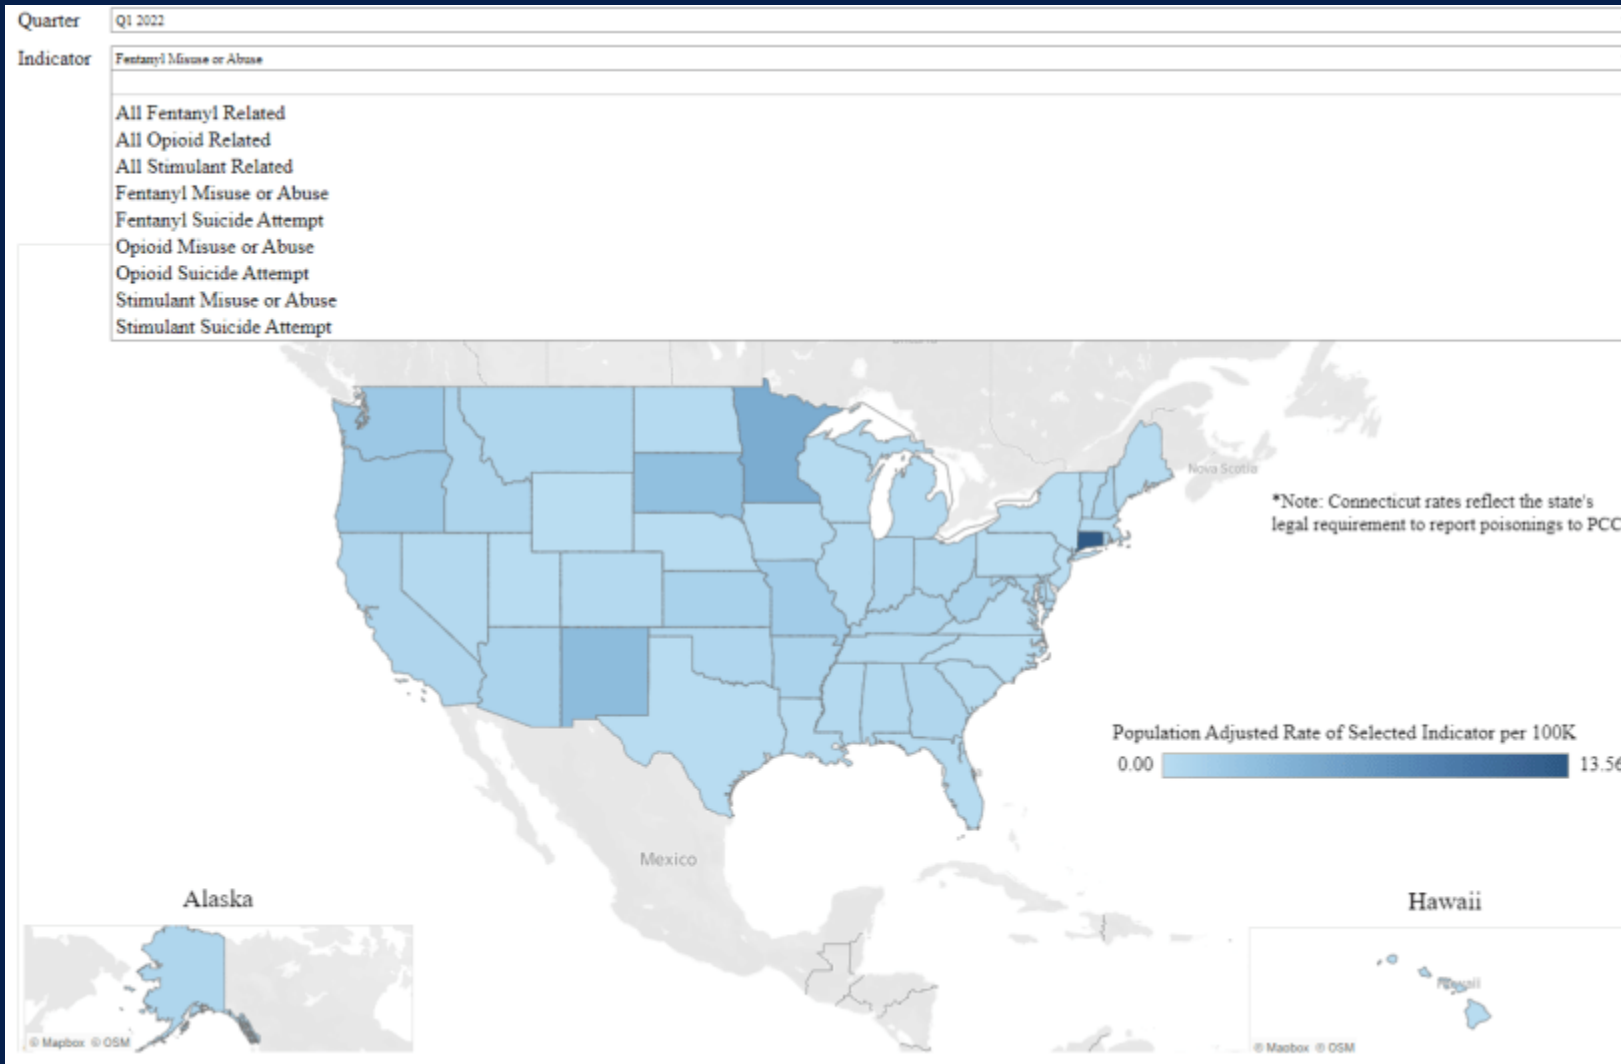 Quarter
Q1 2022
Indicator
Fentanyl Misuse or Abuse
All Fentanyl Related
All Opioid Related
All Stimulant Related
Fentanyl Misuse or Abuse
Fentanyl Suicide Attempt
Opioid Misuse or Abuse
Opioid Suicide Attempt
Stimulant Misuse or Abuse
Stimulant Suicide Attempt
Nova Scotia
*Note: Connecticut rates reflect the state's
legal requirement to report poisonings to PCC
Population Adjusted Rate of Selected Indicator per 100K
0.00
13.56
Mexico
Alaska
Hawaii
Hawaii
© Mapbox © OSM
© Mapbox © OSM